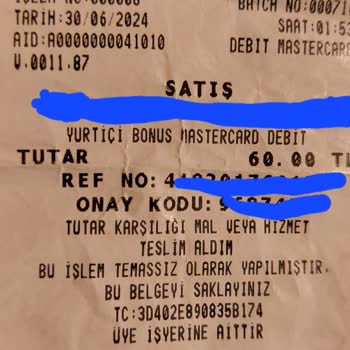 TARİH:30/06/2024
SAAT:01:53
AID:A0000000041010
DEBIT MASTERCARD
V.0011.87
SATIŞ
YURTİÇİ BONUS MASTERCARD DEBIT
TUTAR 60.00 TL
REF NO:
ONAY KODU:
TUTAR KARŞILIĞI MAL VEYA HİZMET
TESLİM ALDIM
BU İŞLEM TEMASSIZ OLARAK YAPILMIŞTIR.
BU BELGEYİ SAKLAYINIZ
TC:3D402E890835B174
ÜYE İŞYERİNE AİTTİR